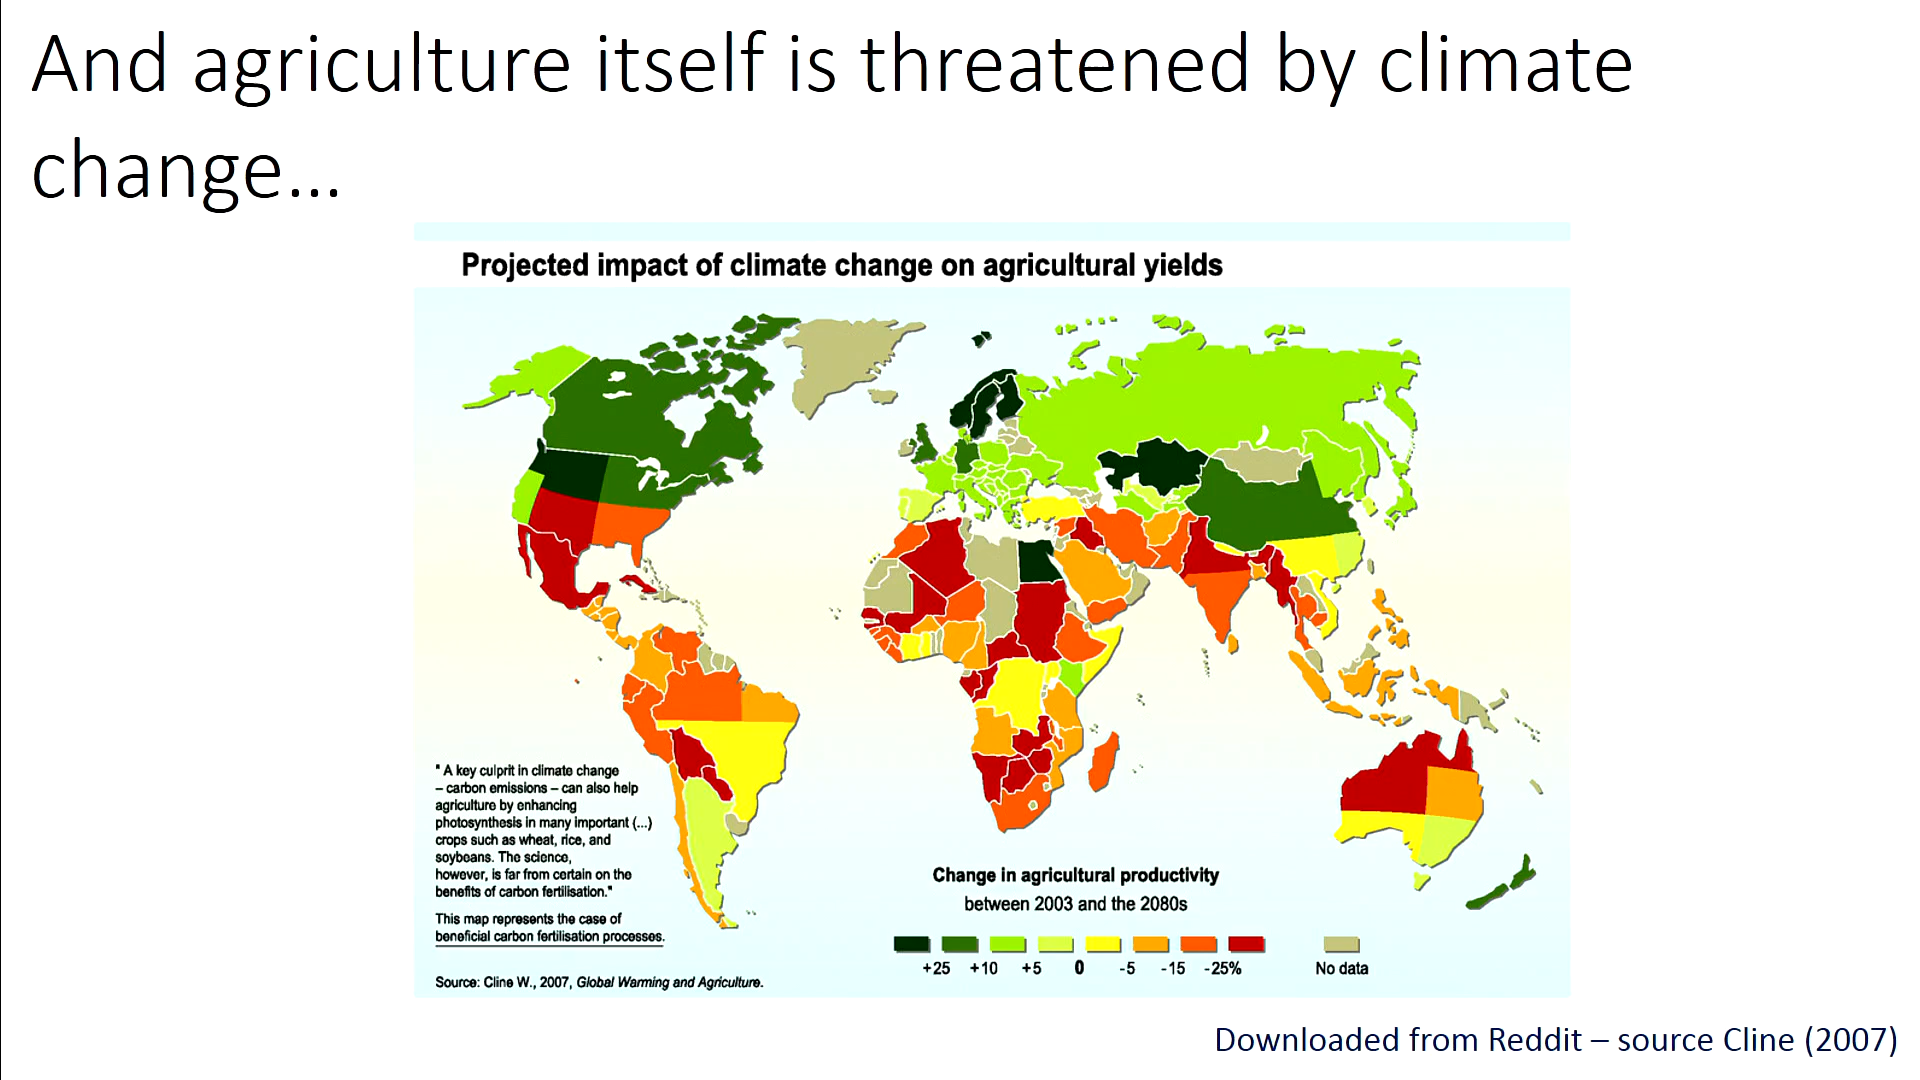 And agriculture itself is threatened by climate
change...
Projected impact of climate change on agricultural yields
" A key culprit in climate change
– carbon emissions – can also help
agriculture by enhancing
photosynthesis in many important (...)
crops such as wheat, rice, and
soybeans. The science,
however, is far from certain on the
benefits of carbon fertilisation."
This map represents the case of
beneficial carbon fertilisation processes.
Source: Cline W., 2007, Global Warming and Agriculture.
Change in agricultural productivity
between 2003 and the 2080s
+25 +10 +5 0 -5 -15 -25% No data
Downloaded from Reddit – source Cline (2007)